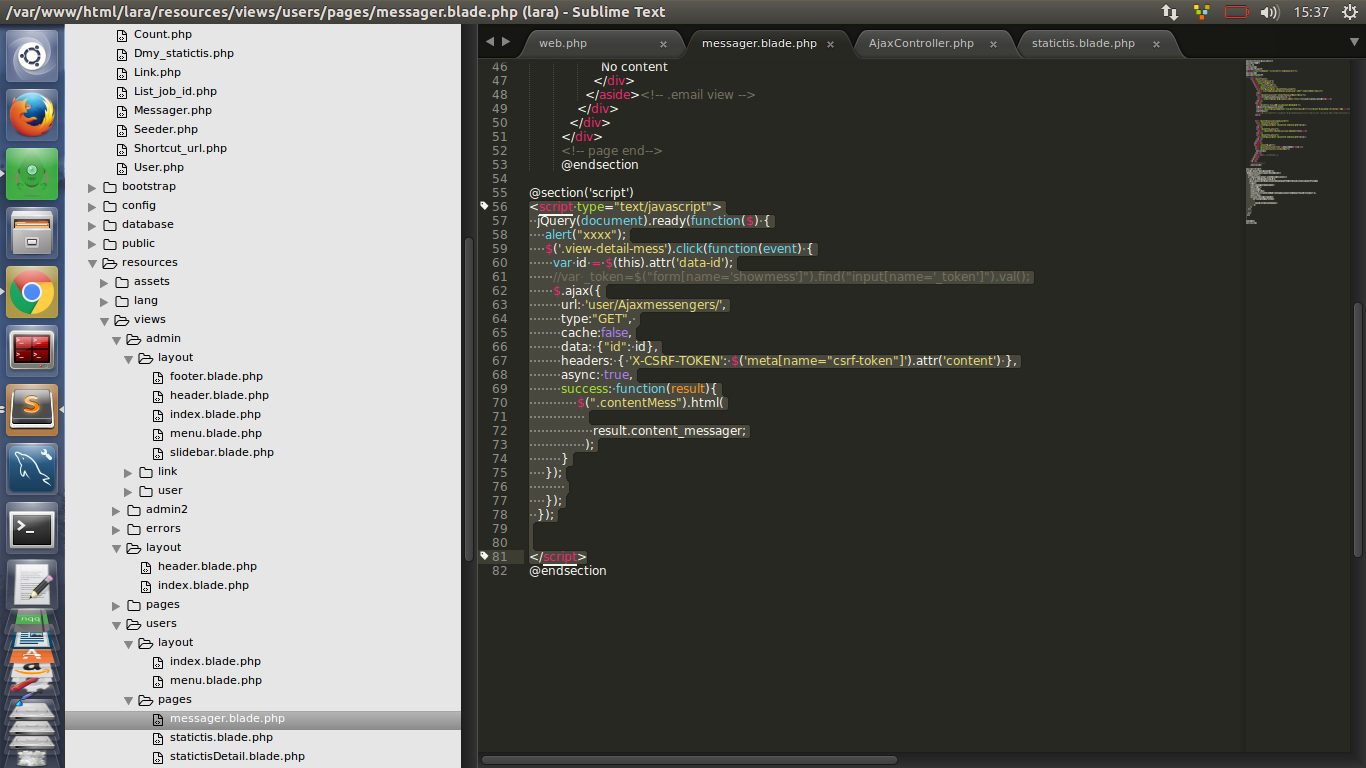 /var/www/html/lara/resources/views/users/pages/messager.blade.php (lara) - Sublime Text
15:37
Count.php
Dmy_statictis.php
Link.php
List_job_id.php
Messager.php
Seeder.php
Shortcut_url.php
User.php
bootstrap
config
database
public
resources
assets
lang
views
admin
layout
footer.blade.php
header.blade.php
index.blade.php
menu.blade.php
slidebar.blade.php
link
user
admin2
errors
layout
header.blade.php
index.blade.php
pages
users
layout
index.blade.php
menu.blade.php
pages
messager.blade.php
statictis.blade.php
statictisDetail.blade.php
web.php
messager.blade.php
AjaxController.php
statictis.blade.php
46 No content
47 </div>
48 </aside><!-- .email view -->
49 </div>
50 </div>
51 </div>
52 <!-- page end-->
53 @endsection
54
55 @section('script')
56 <script type="text/javascript">
57 jQuery(document).ready(function($) {
58 alert("xxxx");
59 $('.view-detail-mess').click(function(event) {
60 var id = $(this).attr('data-id');
61 //var _token=$("form[name='showmess']").find("input[name='_token']").val();
62 $.ajax({
63 url: 'user/Ajaxmessengers/',
64 type:"GET",
65 cache:false,
66 data: {"id": id},
67 headers: { 'X-CSRF-TOKEN': $('meta[name="csrf-token"]').attr('content') },
68 async: true,
69 success: function(result){
70 $(".contentMess").html(
71
72 result.content_messager;
73 );
74 }
75 });
76
77 });
78 });
79
80
81 </script>
82 @endsection